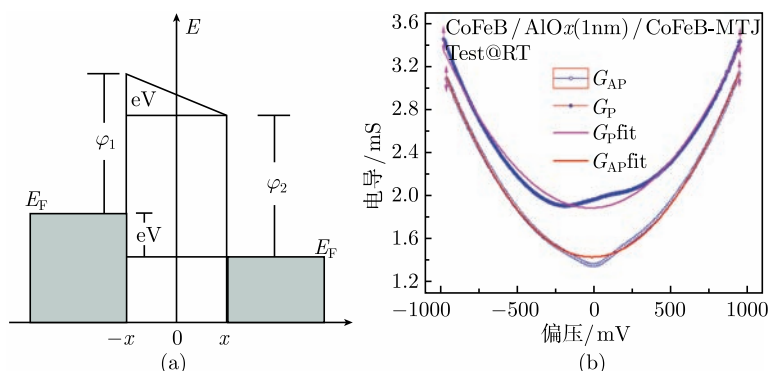 (a)
E
eV
φ1
φ2
EF
eV
EF
−x
0
x
(a)
CoFeB/AlOx(1nm)/CoFeB-MTJ
Test@RT
GAP
GP
GPfit
GAPfit
3.6
3.2
2.8
2.4
2.0
1.6
1.2
电导/mS
−1000
−500
0
500
1000
偏压/mV
(b)